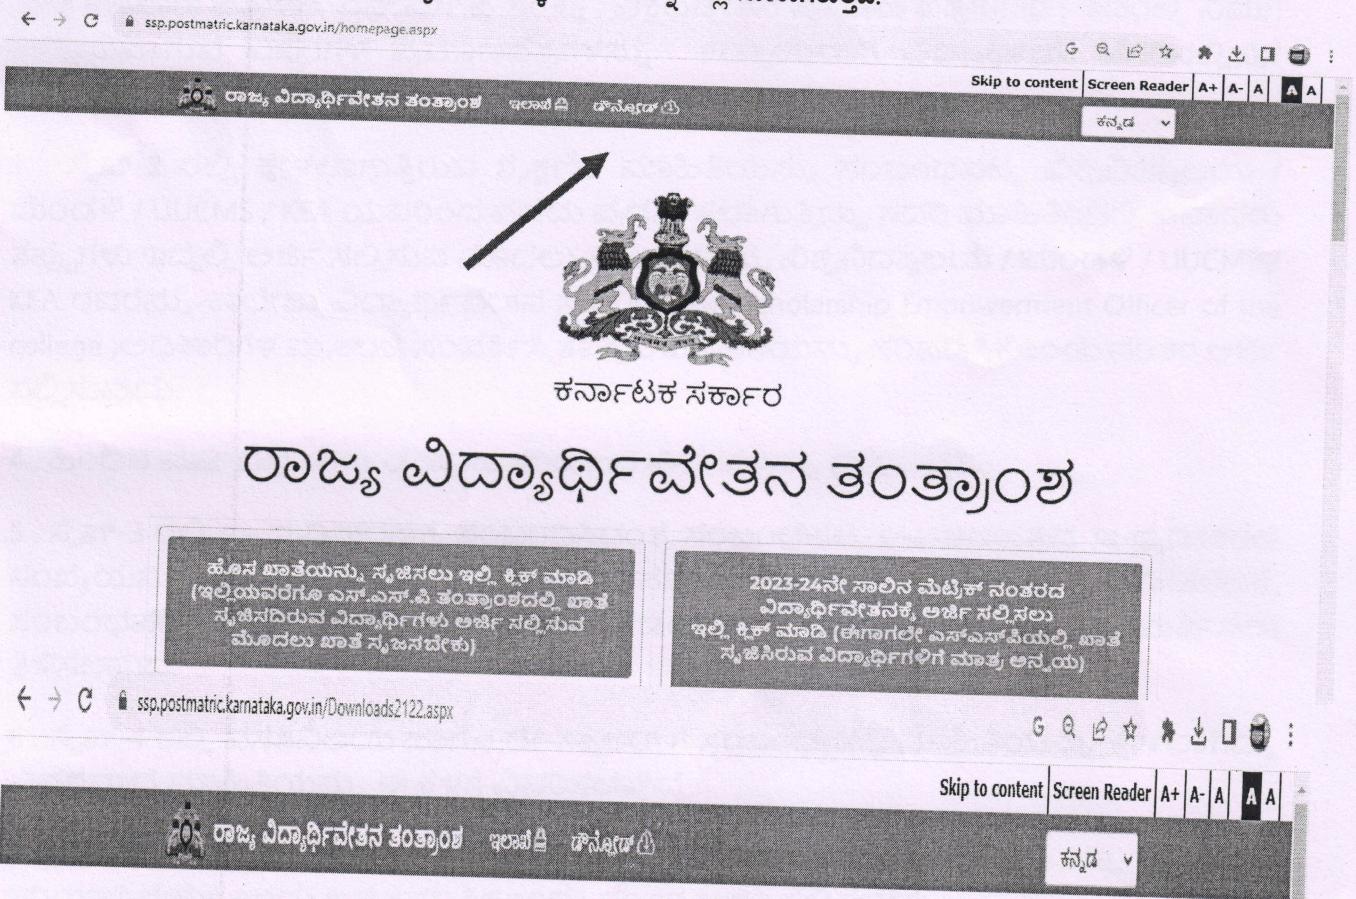 ssp.postmatric.karnataka.gov.in/homepage.aspx
Skip to content Screen Reader A+ A- A A A
ರಾಜ್ಯ ವಿದ್ಯಾರ್ಥಿವೇತನ ತಂತ್ರಾಂಶ ಇಲಾಖೆ ಡೌನ್ಲೋಡ್ ಕನ್ನಡ
ಕರ್ನಾಟಕ ಸರ್ಕಾರ
ರಾಜ್ಯ ವಿದ್ಯಾರ್ಥಿ ವೇತನ ತಂತ್ರಾಂಶ
ಹೊಸ ಖಾತೆಯನ್ನು ಸೃಜಿಸಲು ಇಲ್ಲಿ ಕ್ಲಿಕ್ ಮಾಡಿ
(ಇಲ್ಲಿಯವರೆಗೂ ಎಸ್.ಎಸ್.ಪಿ ತಂತ್ರಾಂಶದಲ್ಲಿ ಖಾತೆ
ಸೃಜಿಸದಿರುವ ವಿದ್ಯಾರ್ಥಿಗಳು ಅರ್ಜಿ ಸಲ್ಲಿಸುವ
ಮೊದಲು ಖಾತೆ ಸೃಜಸಬೇಕು)
2023-24ನೇ ಸಾಲಿನ ಮೆಟ್ರಿಕ್ ನಂತರದ
ವಿದ್ಯಾರ್ಥಿವೇತನಕ್ಕೆ ಅರ್ಜಿ ಸಲ್ಲಿಸಲು
ಇಲ್ಲಿ ಕ್ಲಿಕ್ ಮಾಡಿ (ಈಗಾಗಲೇ ಎಸ್ಎಸ್ಪಿಯಲ್ಲಿ ಖಾತೆ
ಸೃಜಿಸಿರುವ ವಿದ್ಯಾರ್ಥಿಗಳಿಗೆ ಮಾತ್ರ ಅನ್ವಯ)
ssp.postmatric.karnataka.gov.in/Downloads2122.aspx
Skip to content Screen Reader A+ A- A A A
ರಾಜ್ಯ ವಿದ್ಯಾರ್ಥಿವೇತನ ತಂತ್ರಾಂಶ ಇಲಾಖೆ ಡೌನ್ಲೋಡ್ ಕನ್ನಡ